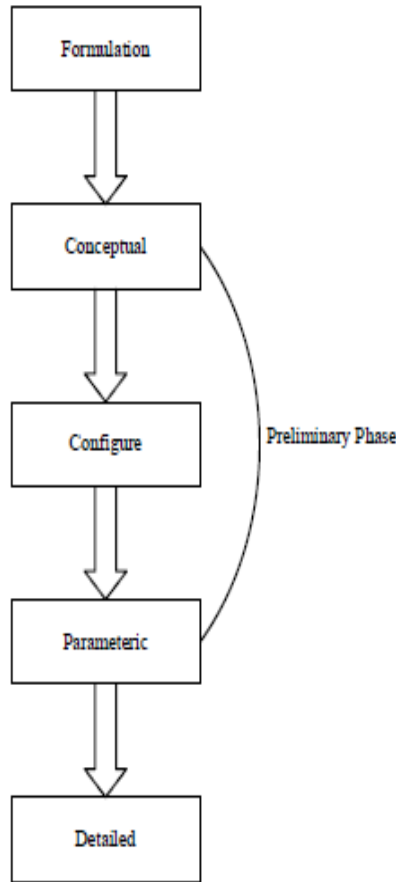 Formulation
Conceptual
Configure
Preliminary Phase
Parameteric
Detailed